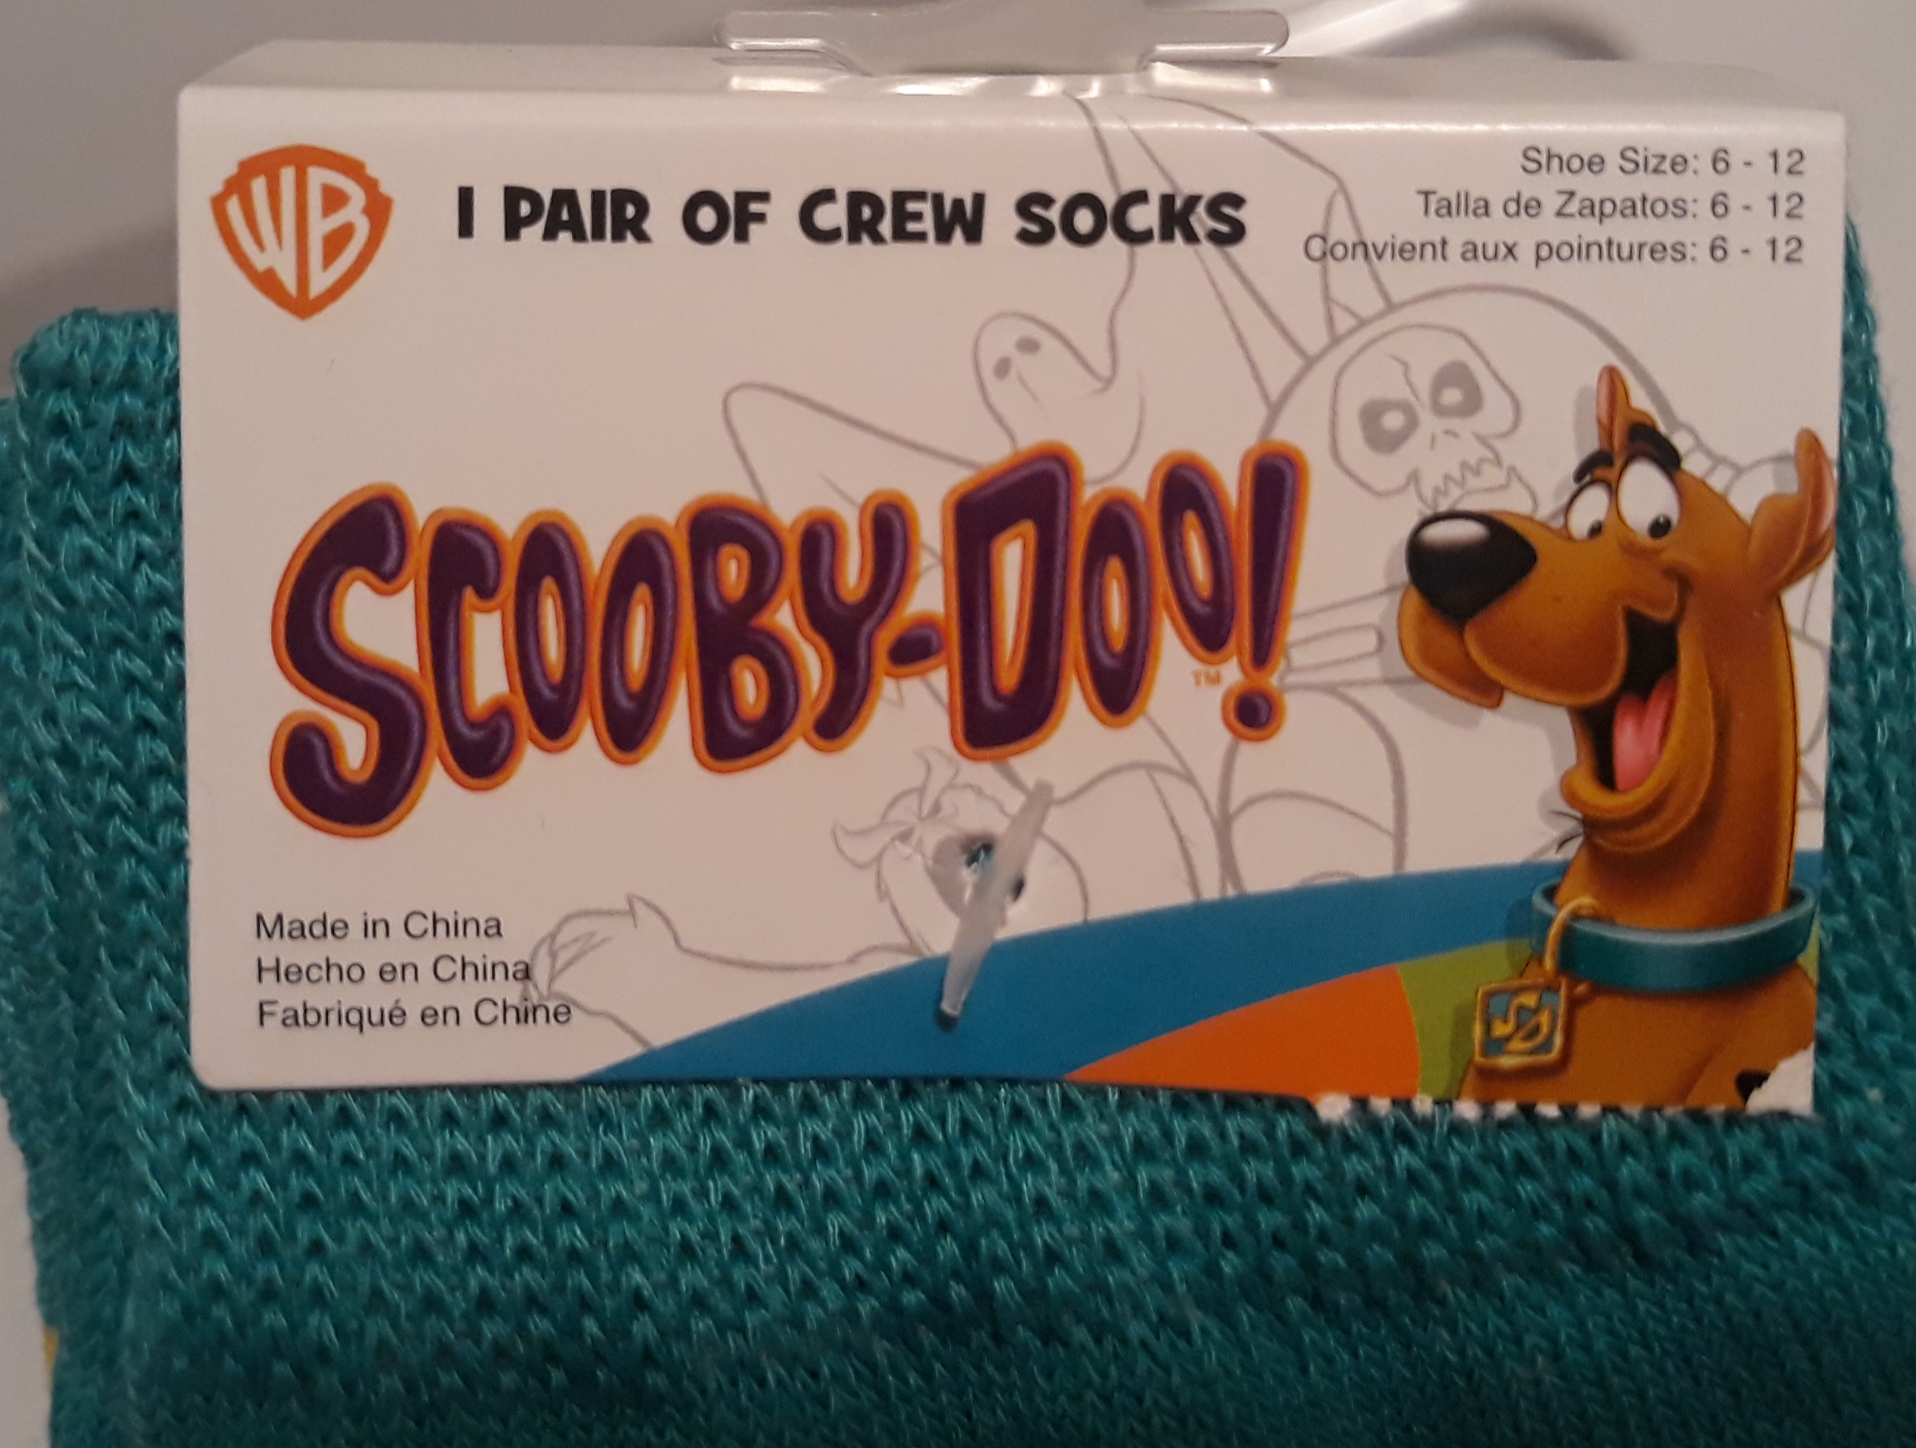 WB
1 PAIR OF CREW SOCKS
Shoe Size: 6 - 12
Talla de Zapatos: 6 - 12
Convient aux pointures: 6 - 12
SCOOBY-DOO!
TM
SD
Made in China
Hecho en China
Fabriqué en Chine